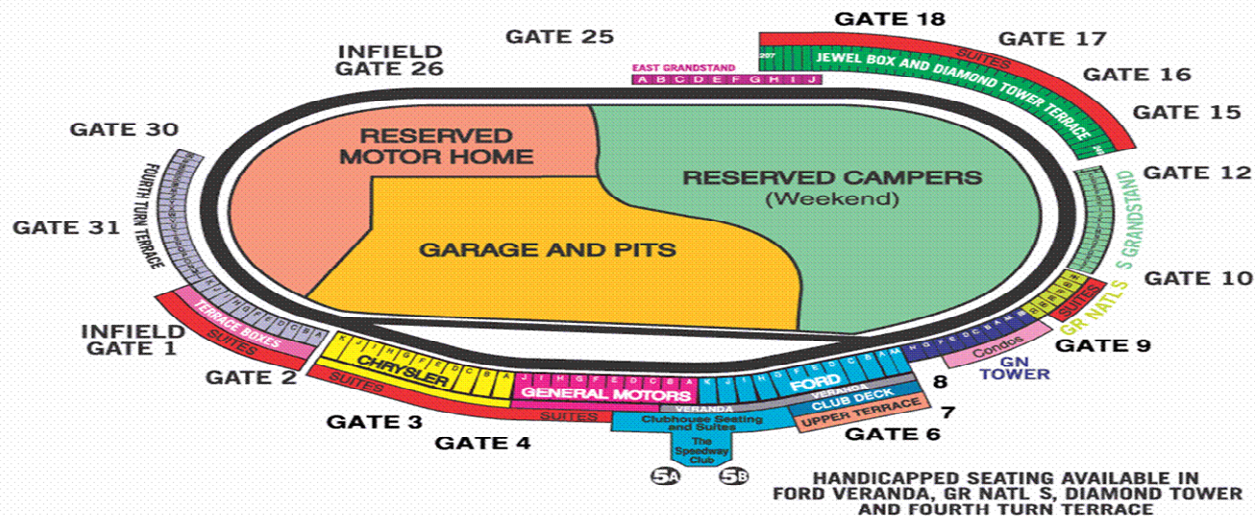 GATE 18
GATE 25
GATE 17
INFIELD
GATE 26
207
SUITES
EAST GRANDSTAND
A B C D E F G H I J
JEWEL BOX AND DIAMOND TOWER TERRACE
GATE 16
GATE 15
GATE 30
RESERVED
MOTOR HOME
RESERVED CAMPERS
(Weekend)
GATE 12
FOURTH TURN TERRACE
S GRANDSTAND
GATE 31
GARAGE AND PITS
GATE 10
SUITES
GR NATL S
K J I H G F E D C B A
TERRACE BOXES
SUITES
INFIELD
GATE 1
GATE 2
K J I H G F E D C B A
CHRYSLER
SUITES
J I H G F E D C B A
GENERAL MOTORS
SUITES
K J I H G F E D C B A
FORD
VERANDA
VERANDA
CLUB DECK
UPPER TERRACE
H G F E D C B A
Condos
GN
TOWER
GATE 9
8
7
GATE 6
GATE 3
GATE 4
Clubhouse Seating
and Suites
The
Speedway
Club
5A
5B
HANDICAPPED SEATING AVAILABLE IN
FORD VERANDA, GR NATL S, DIAMOND TOWER
AND FOURTH TURN TERRACE